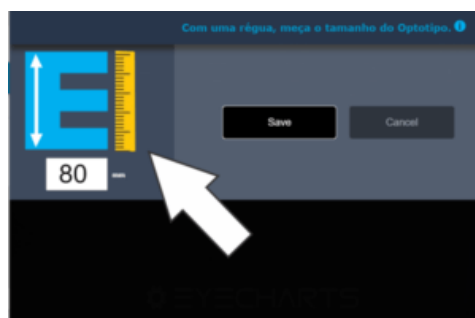 Com uma régua, meça o tamanho do Optotipo.
E
Save
Cancel
80
EYECHARTS